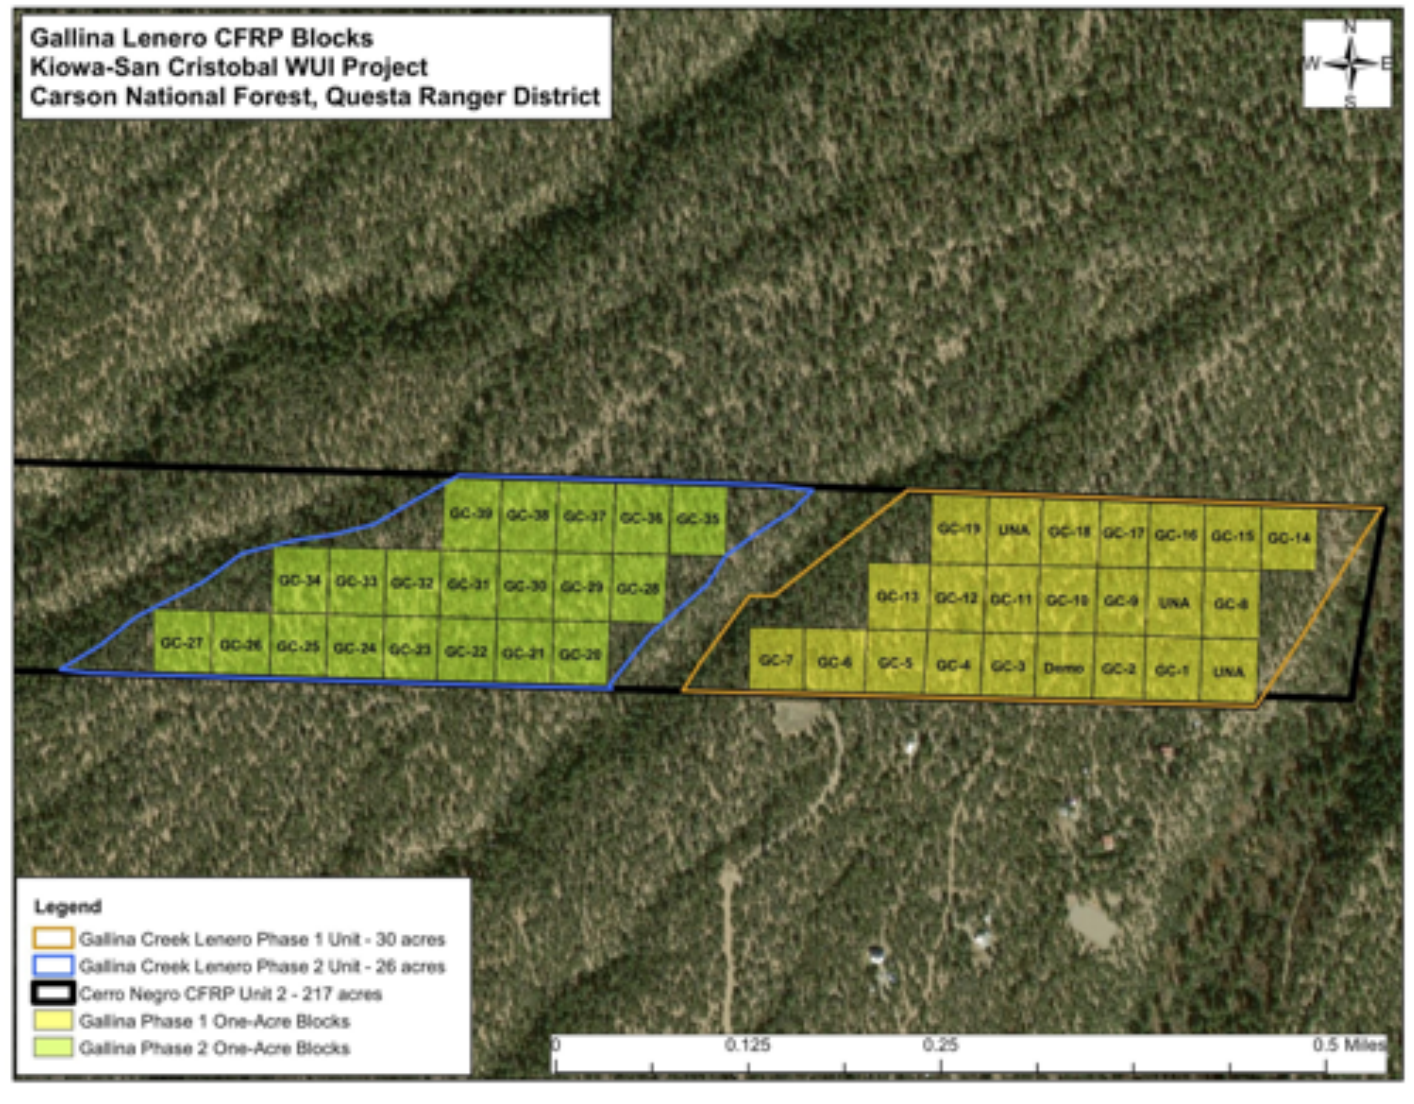 Gallina Lenero CFRP Blocks
Kiowa-San Cristobal WUI Project
Carson National Forest, Questa Ranger District
N
W E
S
GC-39 GC-38 GC-37 GC-36 GC-35
GC-34 GC-33 GC-32 GC-31 GC-30 GC-29 GC-28
GC-27 GC-26 GC-25 GC-24 GC-23 GC-22 GC-21 GC-20
GC-19 UNA GC-18 GC-17 GC-16 GC-15 GC-14
GC-13 GC-12 GC-11 GC-10 GC-9 UNA GC-8
GC-7 GC-6 GC-5 GC-4 GC-3 Demo GC-2 GC-1 UNA
Legend
Gallina Creek Lenero Phase 1 Unit - 30 acres
Gallina Creek Lenero Phase 2 Unit - 26 acres
Cerro Negro CFRP Unit 2 - 217 acres
Gallina Phase 1 One-Acre Blocks
Gallina Phase 2 One-Acre Blocks
0 0.125 0.25 0.5 Miles